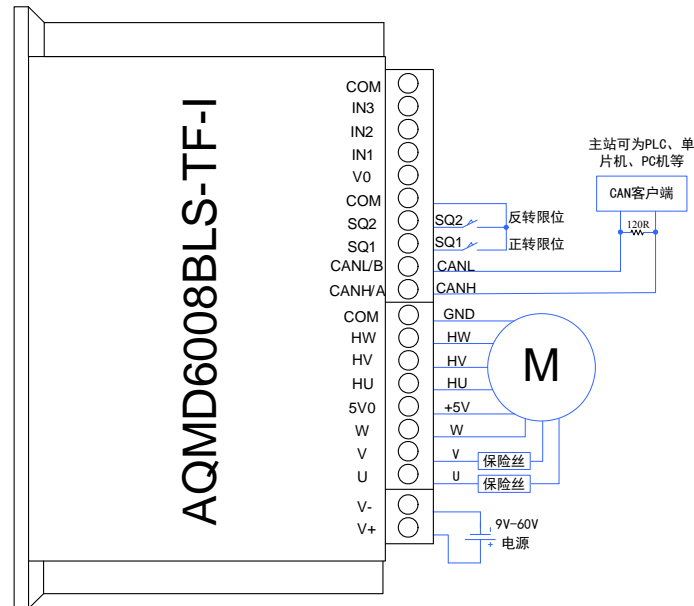 AQMD6008BLS-TF-I
COM
IN3
IN2
IN1
V0
COM
SQ2
SQ1
CANL/B
CANH/A
COM
HW
HV
HU
5V0
W
V
U
V-
V+
SQ2
反转限位
SQ1
正转限位
CANL
CANH
GND
HW
HV
HU
+5V
W
V
保险丝
U
保险丝
M
9V-60V
电源
主站可为PLC、单
片机、PC机等
CAN客户端
120R